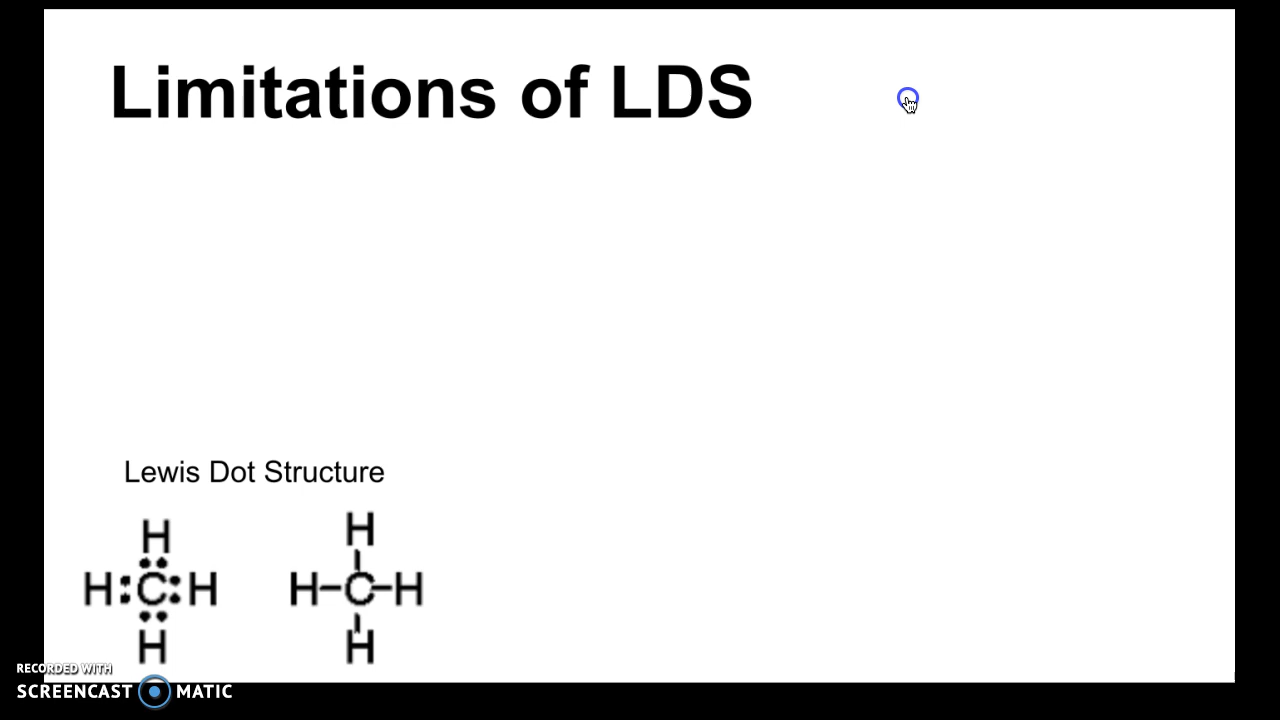 Limitations of LDS
Lewis Dot Structure
H H
H:C:H H-C-H
H H
RECORDED WITH
SCREENCAST MATIC